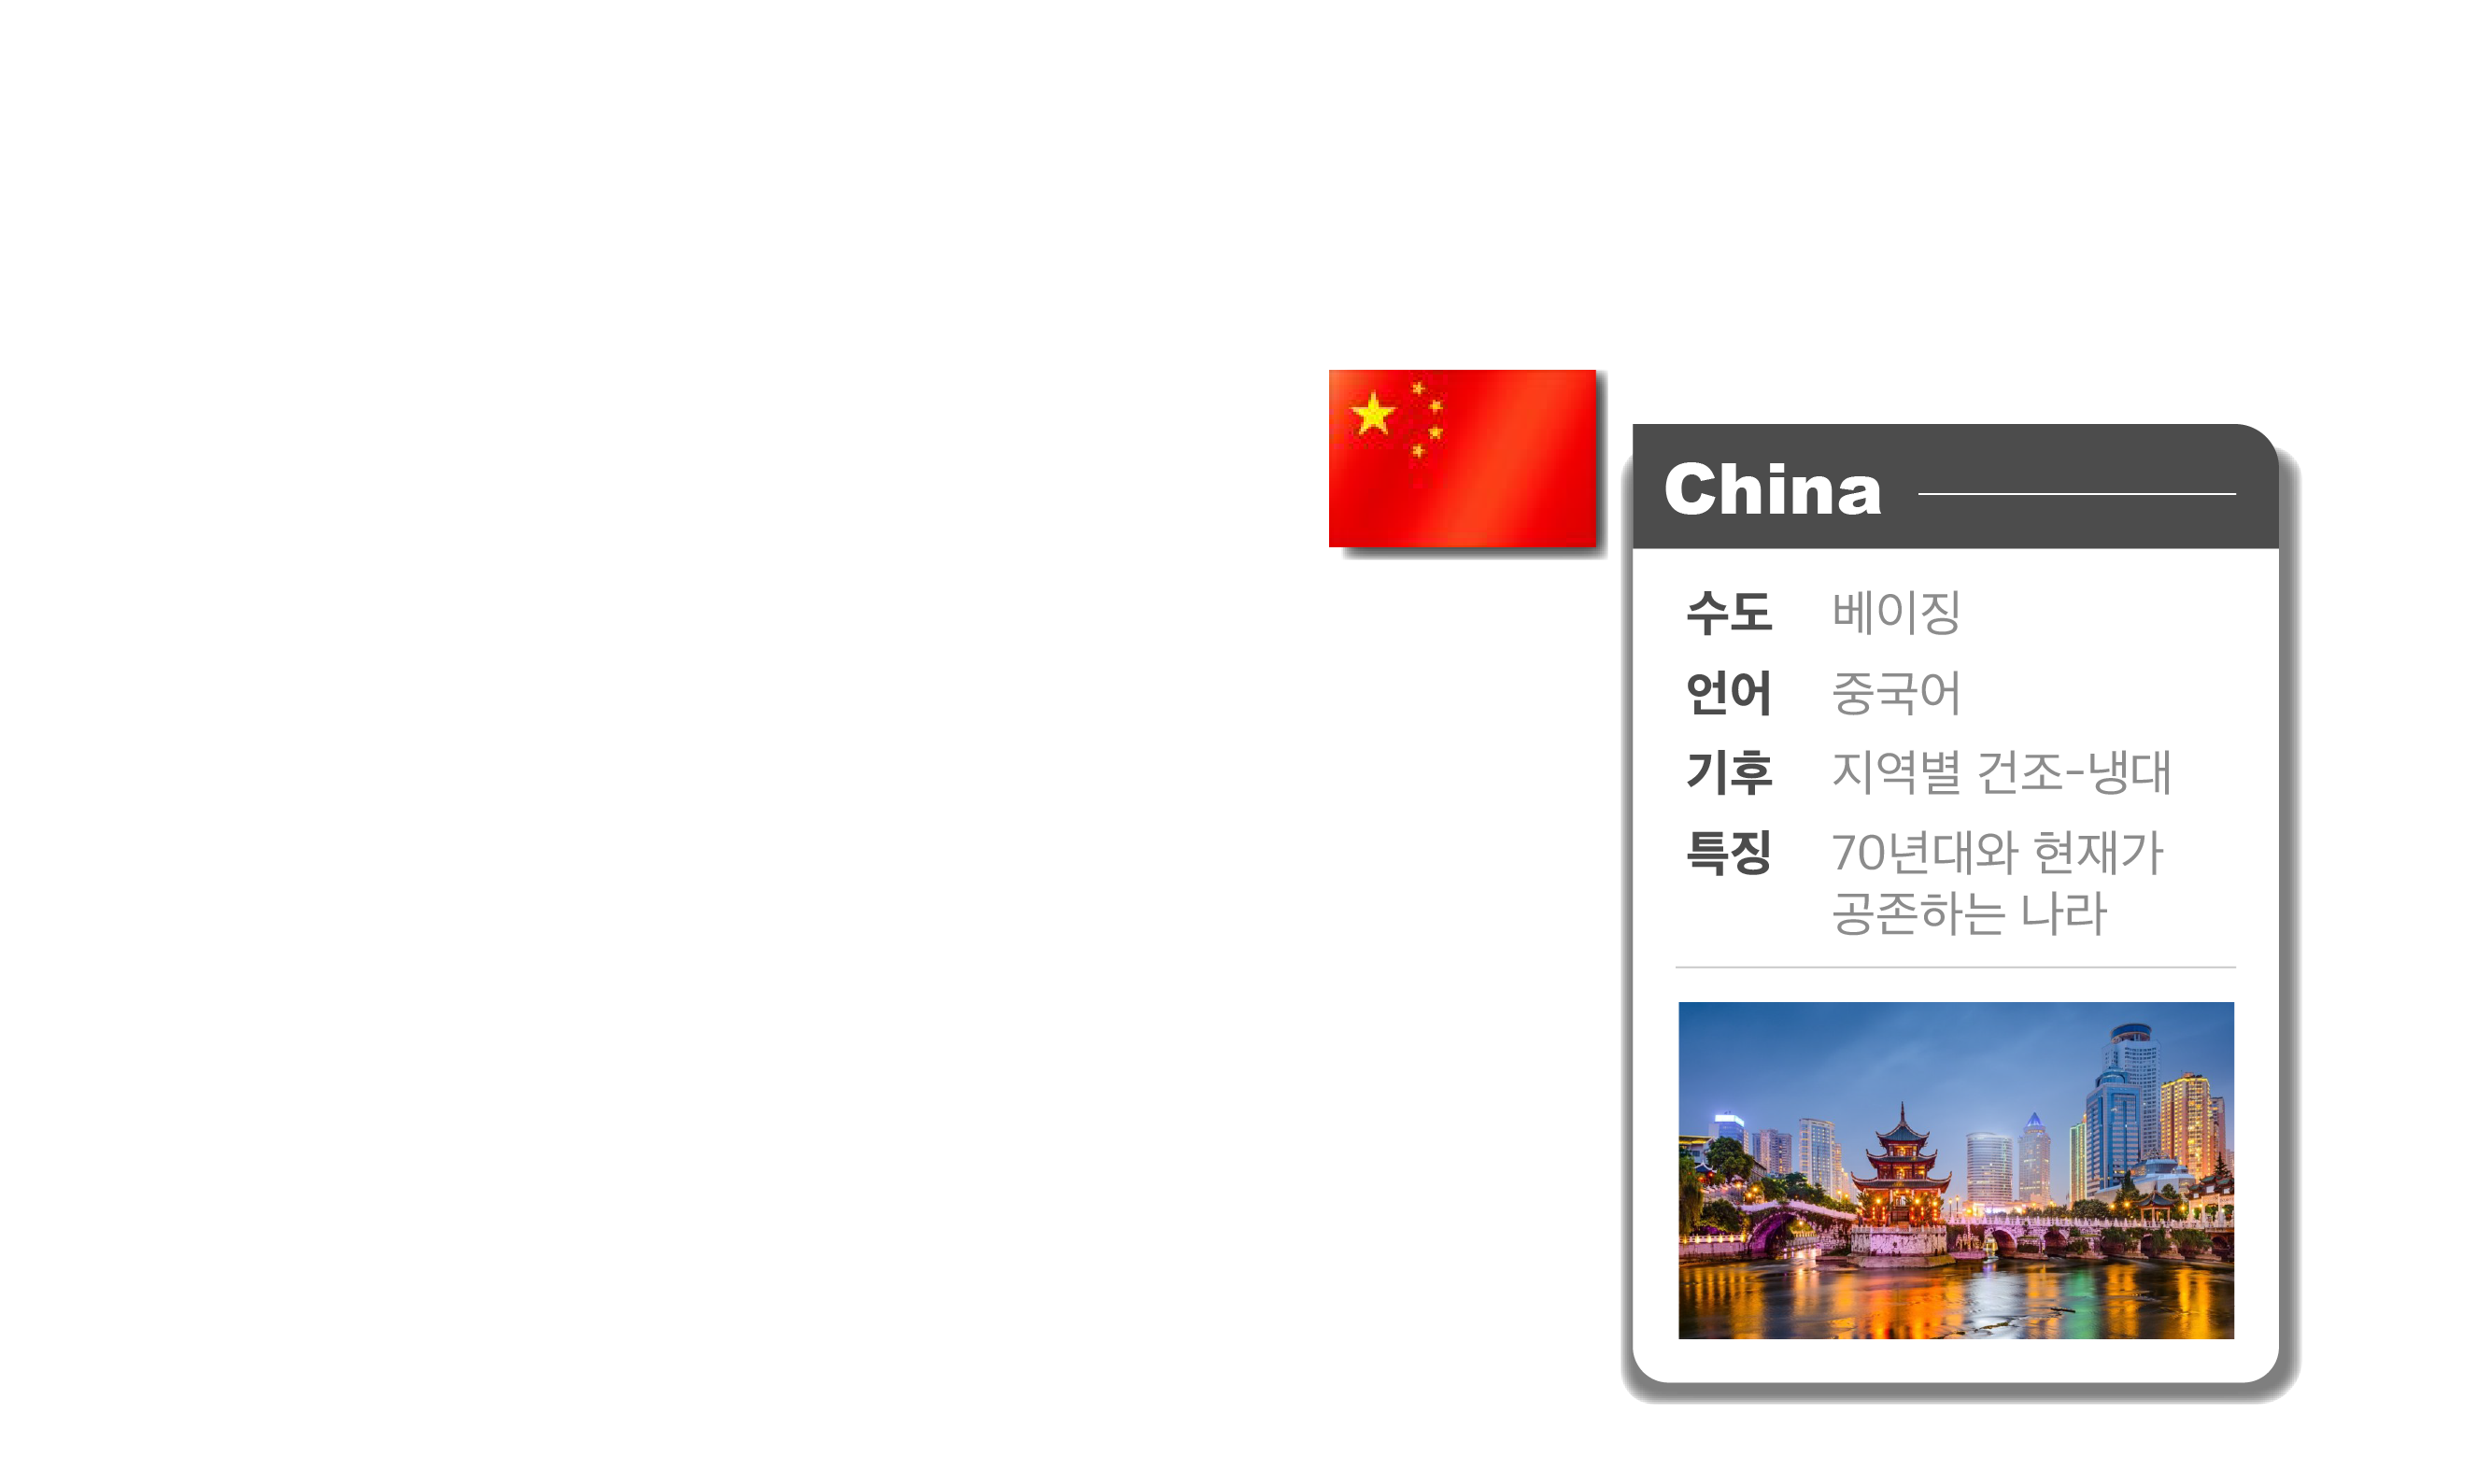 China
수도 베이징
언어 중국어
기후 지역별 건조-냉대
특징 70년대와 현재가
공존하는 나라